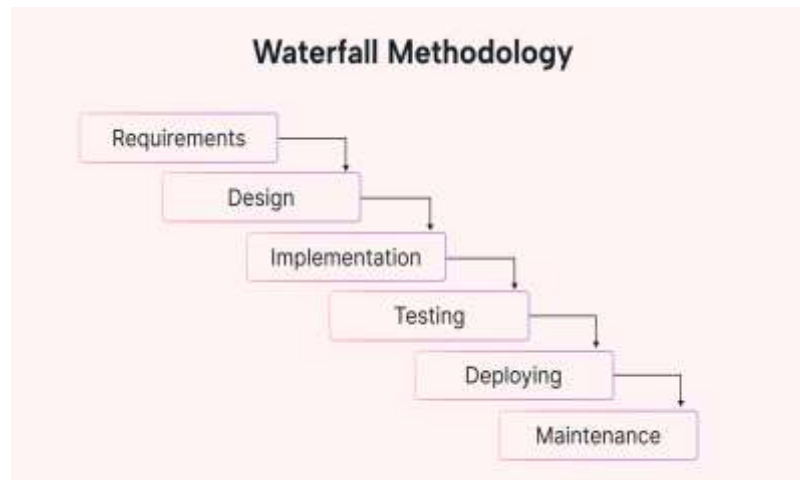 Waterfall Methodology
Requirements
Design
Implementation
Testing
Deploying
Maintenance